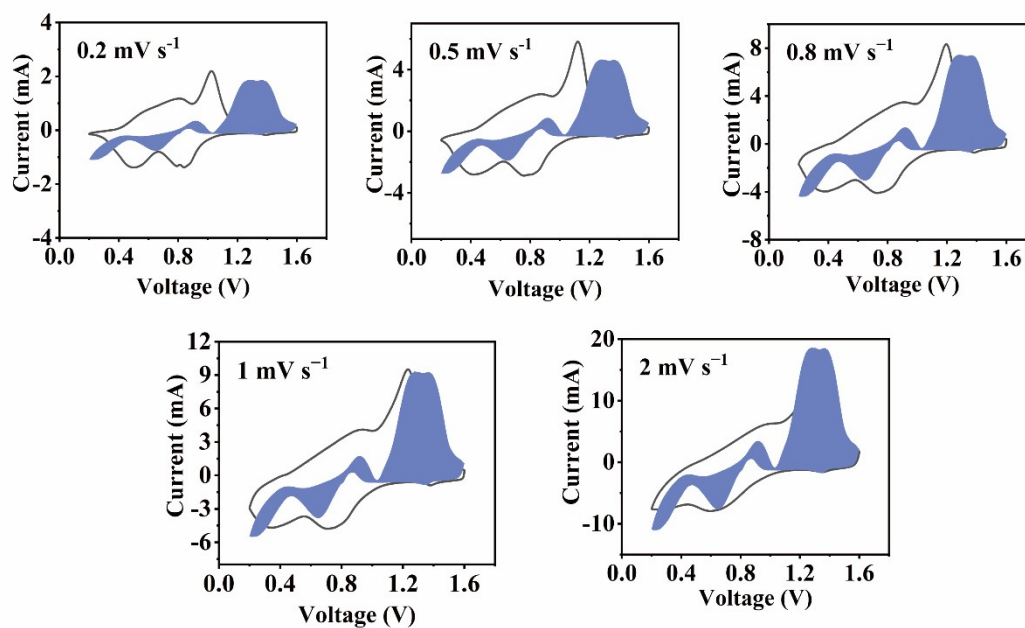 0.2 mV s⁻¹
Current (mA)
4
2
0
-2
-4
0.0 0.4 0.8 1.2 1.6
Voltage (V)
0.5 mV s⁻¹
Current (mA)
4
0
-4
0.0 0.4 0.8 1.2 1.6
Voltage (V)
0.8 mV s⁻¹
Current (mA)
8
4
0
-4
-8
0.0 0.4 0.8 1.2 1.6
Voltage (V)
1 mV s⁻¹
Current (mA)
12
9
6
3
0
-3
-6
0.0 0.4 0.8 1.2 1.6
Voltage (V)
2 mV s⁻¹
Current (mA)
20
10
0
-10
0.0 0.4 0.8 1.2 1.6
Voltage (V)